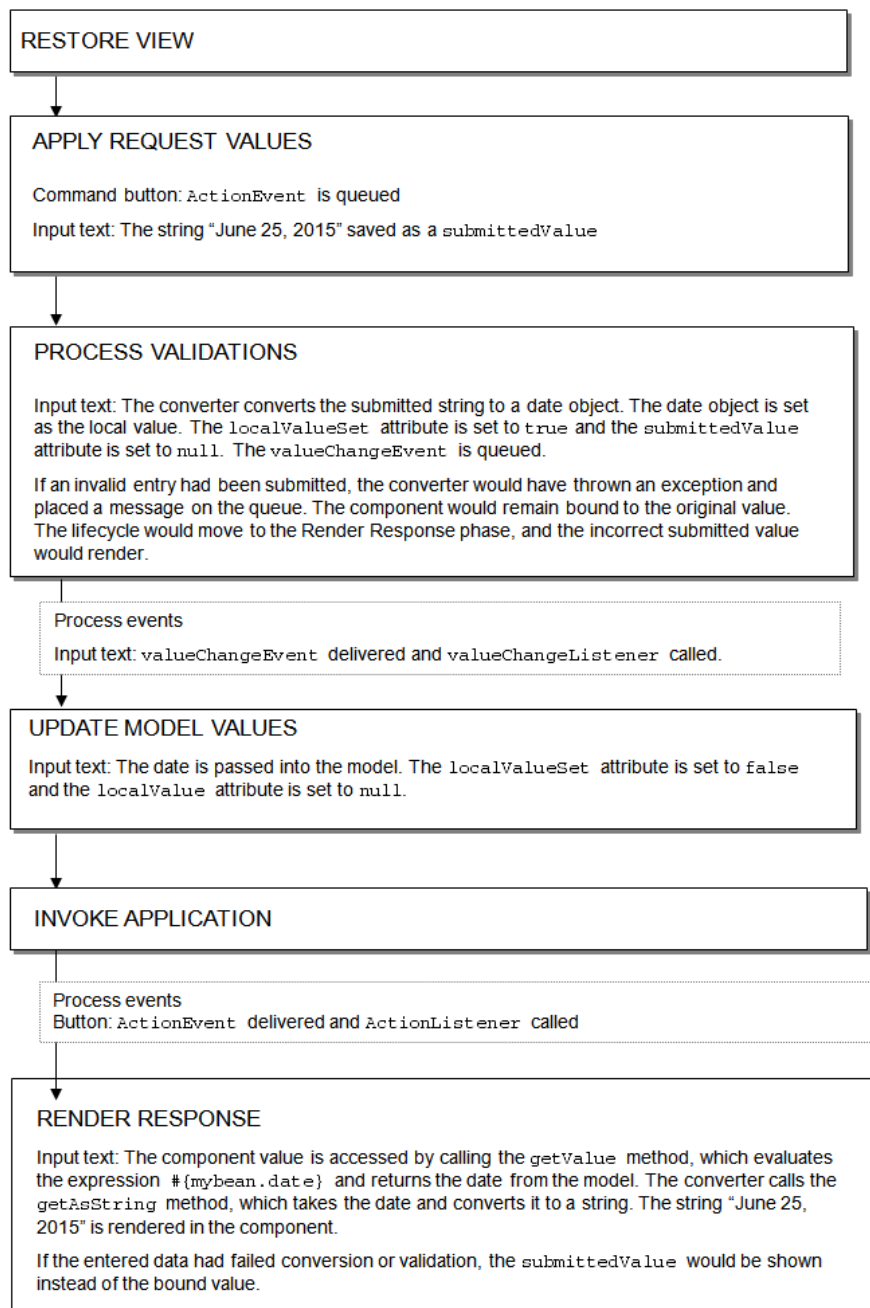 RESTORE VIEW
APPLY REQUEST VALUES
Command button: ActionEvent is queued
Input text: The string “June 25, 2015” saved as a submittedValue
PROCESS VALIDATIONS
Input text: The converter converts the submitted string to a date object. The date object is set
as the local value. The localValueSet attribute is set to true and the submittedValue
attribute is set to null. The valueChangeEvent is queued.
If an invalid entry had been submitted, the converter would have thrown an exception and
placed a message on the queue. The component would remain bound to the original value.
The lifecycle would move to the Render Response phase, and the incorrect submitted value
would render.
Process events
Input text: valueChangeEvent delivered and valueChangeListener called.
UPDATE MODEL VALUES
Input text: The date is passed into the model. The localValueSet attribute is set to false
and the localValue attribute is set to null.
INVOKE APPLICATION
Process events
Button: ActionEvent delivered and ActionListener called
RENDER RESPONSE
Input text: The component value is accessed by calling the getValue method, which evaluates
the expression #{mybean.date} and returns the date from the model. The converter calls the
getAsString method, which takes the date and converts it to a string. The string “June 25,
2015” is rendered in the component.
If the entered data had failed conversion or validation, the submittedValue would be shown
instead of the bound value.